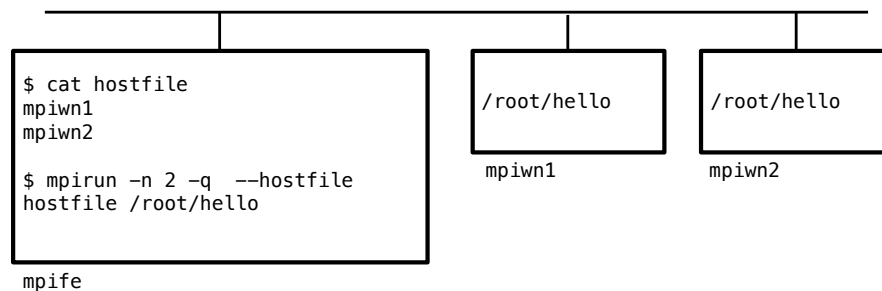 $ cat hostfile
mpiwn1
mpiwn2
$ mpirun –n 2 -q  ––hostfile
hostfile /root/hello
mpife
/root/hello
mpiwn1
/root/hello
mpiwn2